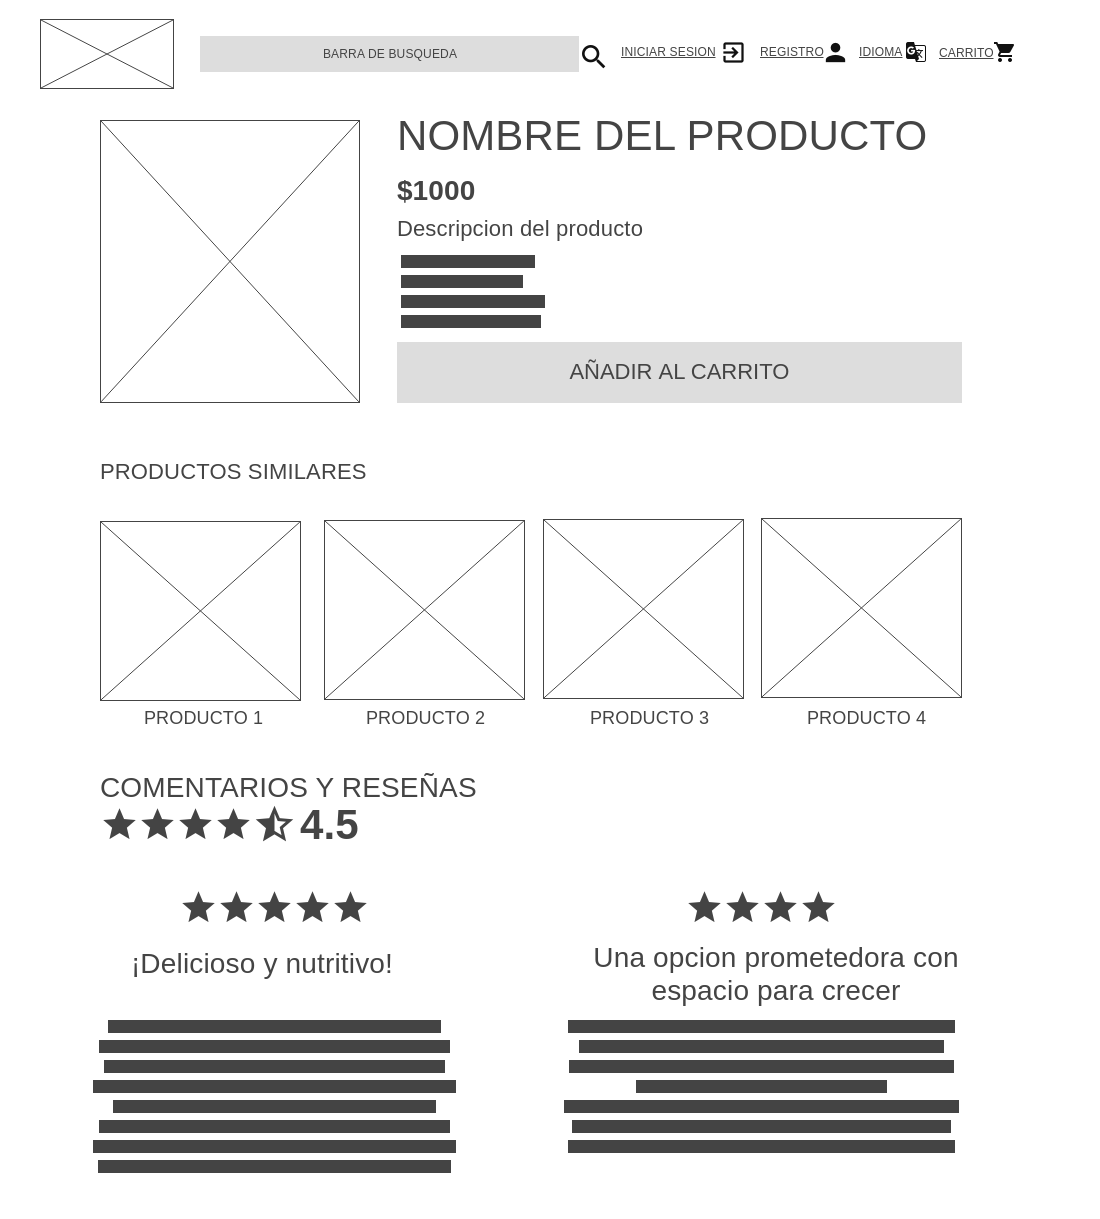 BARRA DE BUSQUEDA
INICIAR SESION
REGISTRO
IDIOMA
CARRITO
NOMBRE DEL PRODUCTO
$1000
Descripcion del producto
AÑADIR AL CARRITO
PRODUCTOS SIMILARES
PRODUCTO 1
PRODUCTO 2
PRODUCTO 3
PRODUCTO 4
COMENTARIOS Y RESEÑAS
4.5
¡Delicioso y nutritivo!
Una opcion prometedora con
espacio para crecer